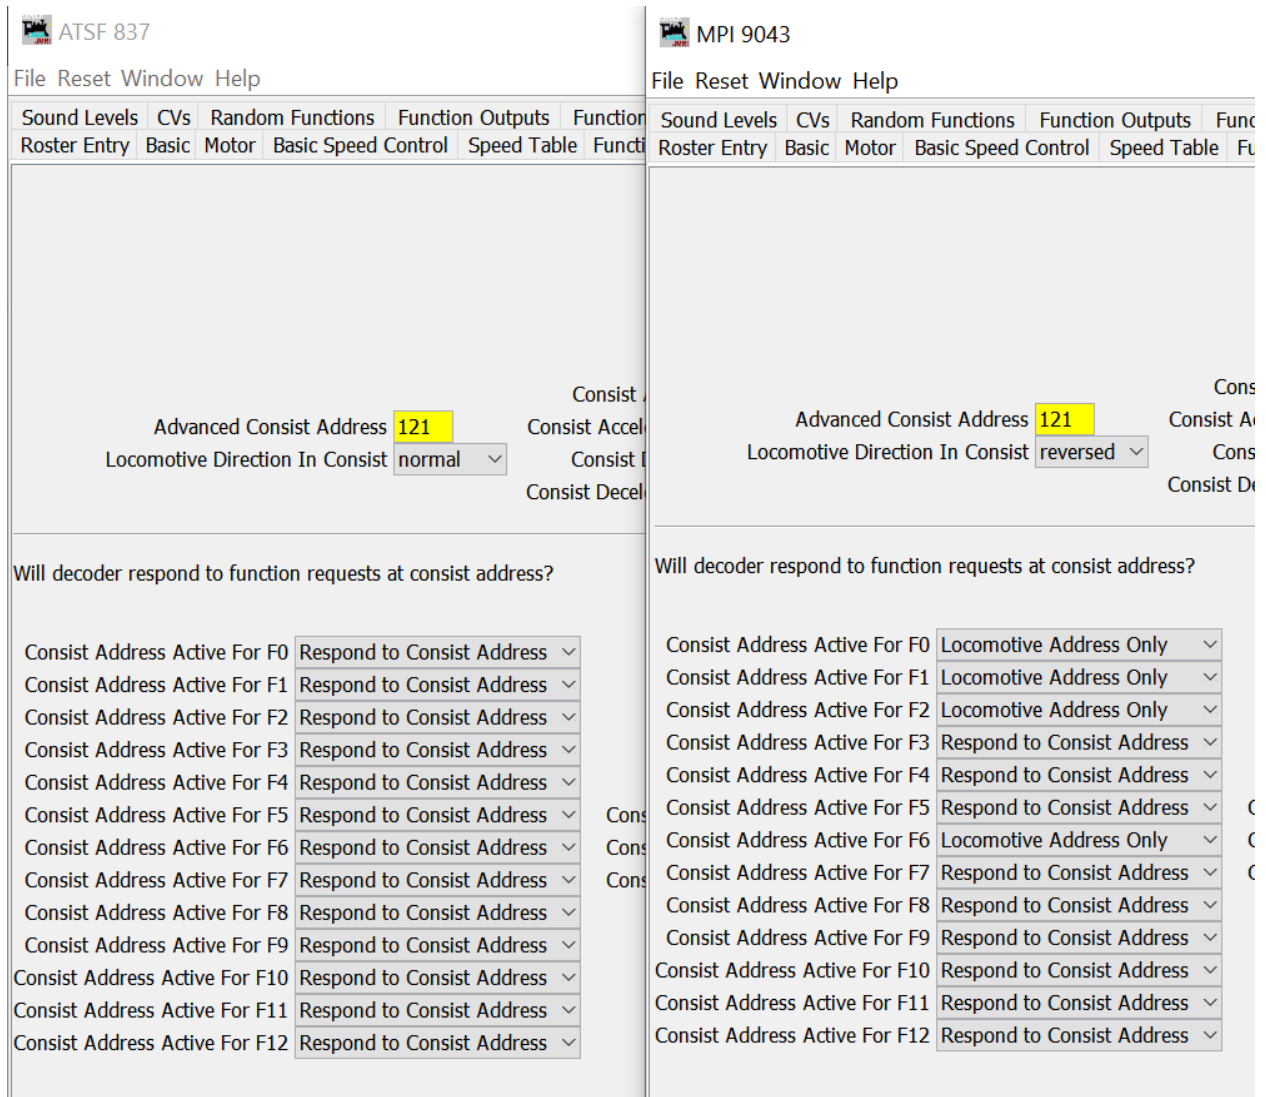 ATSF 837
File Reset Window Help
Sound Levels CVs Random Functions Function Outputs Function
Roster Entry Basic Motor Basic Speed Control Speed Table Functi
Consist
Advanced Consist Address 121 Consist Accel
Locomotive Direction In Consist normal Consist
Consist Decel
Will decoder respond to function requests at consist address?
Consist Address Active For F0 Respond to Consist Address
Consist Address Active For F1 Respond to Consist Address
Consist Address Active For F2 Respond to Consist Address
Consist Address Active For F3 Respond to Consist Address
Consist Address Active For F4 Respond to Consist Address
Consist Address Active For F5 Respond to Consist Address Cons
Consist Address Active For F6 Respond to Consist Address Cons
Consist Address Active For F7 Respond to Consist Address Cons
Consist Address Active For F8 Respond to Consist Address
Consist Address Active For F9 Respond to Consist Address
Consist Address Active For F10 Respond to Consist Address
Consist Address Active For F11 Respond to Consist Address
Consist Address Active For F12 Respond to Consist Address
MPI 9043
File Reset Window Help
Sound Levels CVs Random Functions Function Outputs Func
Roster Entry Basic Motor Basic Speed Control Speed Table Fu
Cons
Advanced Consist Address 121 Consist A
Locomotive Direction In Consist reversed Cons
Consist De
Will decoder respond to function requests at consist address?
Consist Address Active For F0 Locomotive Address Only
Consist Address Active For F1 Locomotive Address Only
Consist Address Active For F2 Locomotive Address Only
Consist Address Active For F3 Respond to Consist Address
Consist Address Active For F4 Respond to Consist Address
Consist Address Active For F5 Respond to Consist Address
Consist Address Active For F6 Locomotive Address Only
Consist Address Active For F7 Respond to Consist Address
Consist Address Active For F8 Respond to Consist Address
Consist Address Active For F9 Respond to Consist Address
Consist Address Active For F10 Respond to Consist Address
Consist Address Active For F11 Respond to Consist Address
Consist Address Active For F12 Respond to Consist Address